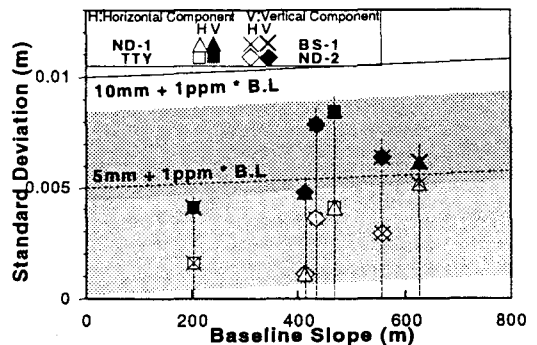 H:Horizontal Component V:Vertical Component
H V H V
ND-1 BS-1
TTY ND-2
0.01
10mm + 1ppm * B.L
5mm + 1ppm * B.L
0.005
0
0 200 400 600 800
Baseline Slope (m)
Standard Deviation (m)